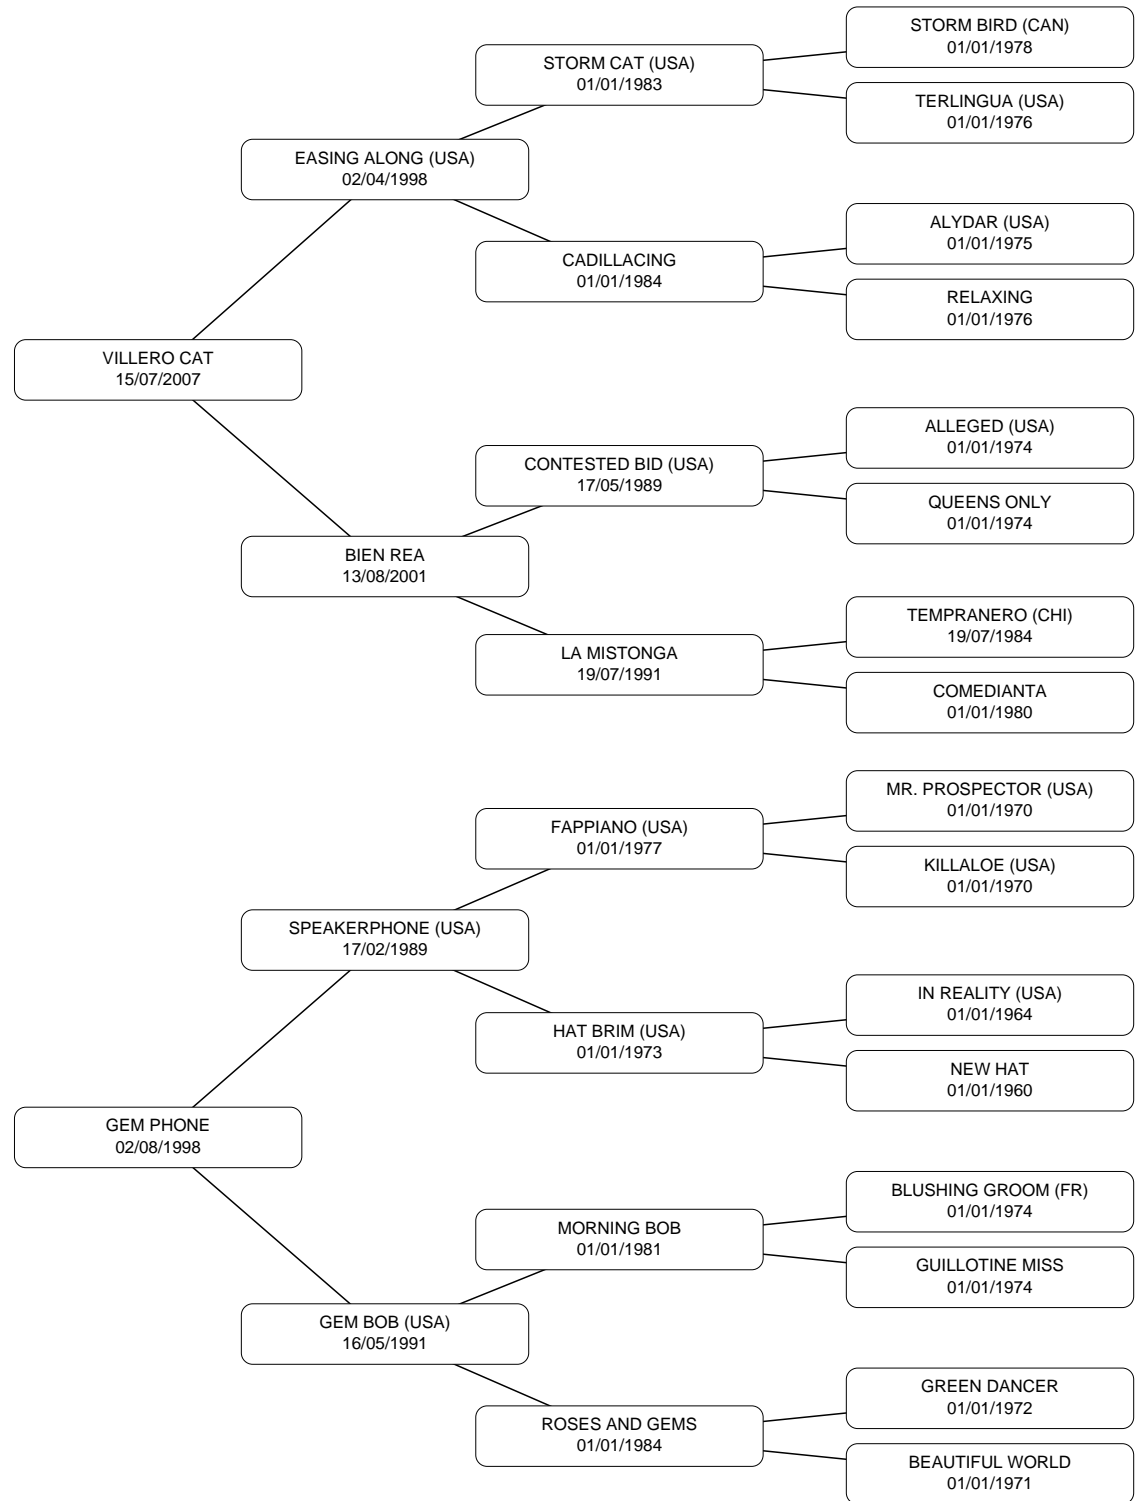 STORM BIRD (CAN)
01/01/1978
STORM CAT (USA)
01/01/1983
TERLINGUA (USA)
01/01/1976
EASING ALONG (USA)
02/04/1998
ALYDAR (USA)
01/01/1975
CADILLACING
01/01/1984
RELAXING
01/01/1976
VILLERO CAT
15/07/2007
ALLEGED (USA)
01/01/1974
CONTESTED BID (USA)
17/05/1989
QUEENS ONLY
01/01/1974
BIEN REA
13/08/2001
TEMPRANERO (CHI)
19/07/1984
LA MISTONGA
19/07/1991
COMEDIANTA
01/01/1980
MR. PROSPECTOR (USA)
01/01/1970
FAPPIANO (USA)
01/01/1977
KILLALOE (USA)
01/01/1970
SPEAKERPHONE (USA)
17/02/1989
IN REALITY (USA)
01/01/1964
HAT BRIM (USA)
01/01/1973
NEW HAT
01/01/1960
GEM PHONE
02/08/1998
BLUSHING GROOM (FR)
01/01/1974
MORNING BOB
01/01/1981
GUILLOTINE MISS
01/01/1974
GEM BOB (USA)
16/05/1991
GREEN DANCER
01/01/1972
ROSES AND GEMS
01/01/1984
BEAUTIFUL WORLD
01/01/1971